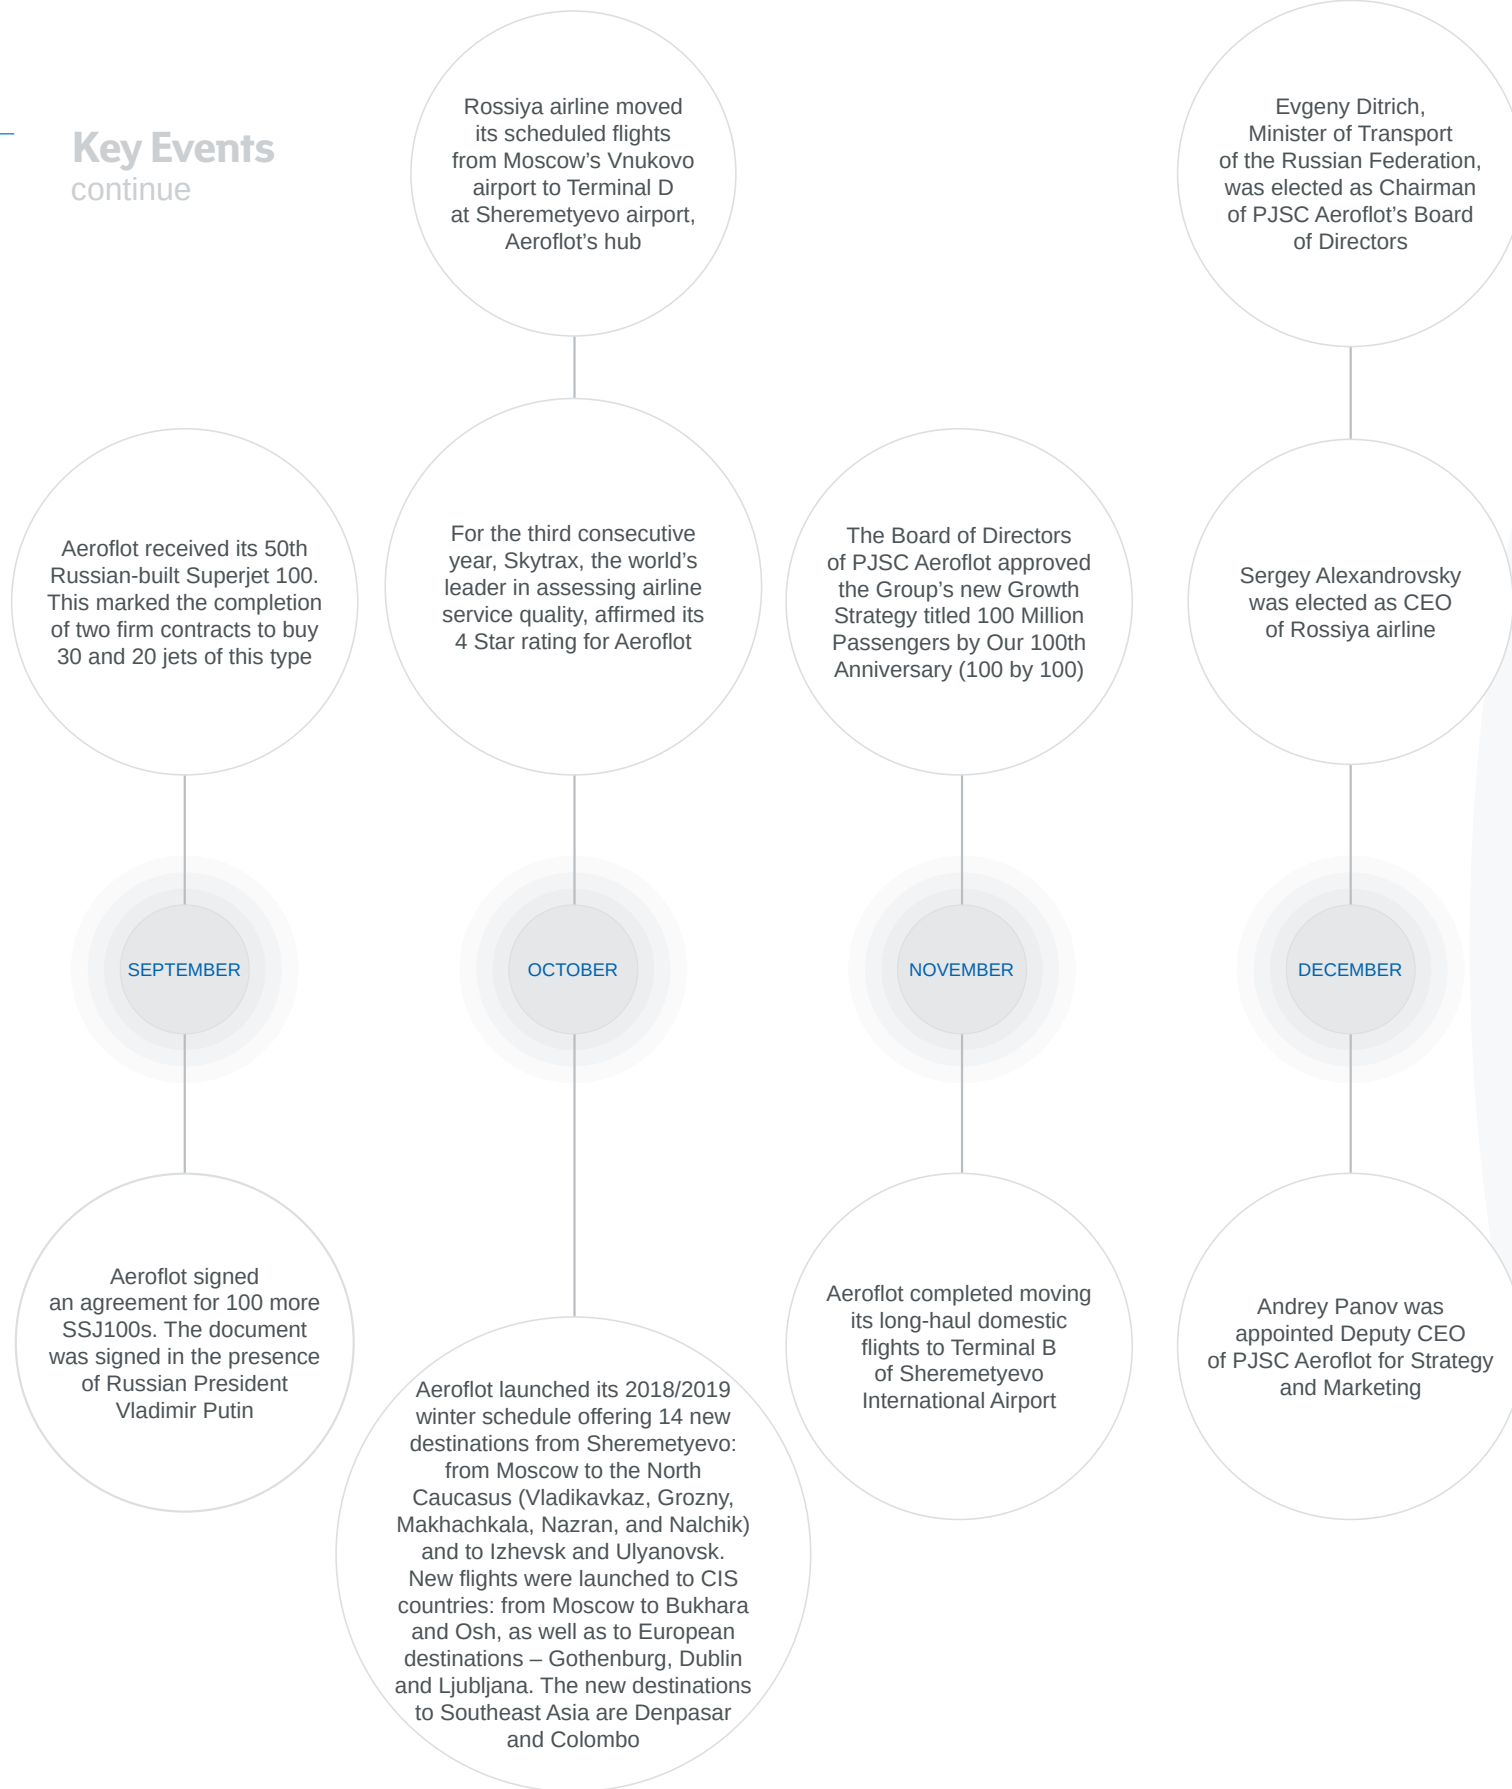 Key Events
continue
Rossiya airline moved
its scheduled flights
from Moscow’s Vnukovo
airport to Terminal D
at Sheremetyevo airport,
Aeroflot’s hub
Evgeny Ditrich,
Minister of Transport
of the Russian Federation,
was elected as Chairman
of PJSC Aeroflot’s Board
of Directors
Aeroflot received its 50th
Russian-built Superjet 100.
This marked the completion
of two firm contracts to buy
30 and 20 jets of this type
For the third consecutive
year, Skytrax, the world’s
leader in assessing airline
service quality, affirmed its
4 Star rating for Aeroflot
The Board of Directors
of PJSC Aeroflot approved
the Group’s new Growth
Strategy titled 100 Million
Passengers by Our 100th
Anniversary (100 by 100)
Sergey Alexandrovsky
was elected as CEO
of Rossiya airline
SEPTEMBER
OCTOBER
NOVEMBER
DECEMBER
Aeroflot signed
an agreement for 100 more
SSJ100s. The document
was signed in the presence
of Russian President
Vladimir Putin
Aeroflot launched its 2018/2019
winter schedule offering 14 new
destinations from Sheremetyevo:
from Moscow to the North
Caucasus (Vladikavkaz, Grozny,
Makhachkala, Nazran, and Nalchik)
and to Izhevsk and Ulyanovsk.
New flights were launched to CIS
countries: from Moscow to Bukhara
and Osh, as well as to European
destinations – Gothenburg, Dublin
and Ljubljana. The new destinations
to Southeast Asia are Denpasar
and Colombo
Aeroflot completed moving
its long-haul domestic
flights to Terminal B
of Sheremetyevo
International Airport
Andrey Panov was
appointed Deputy CEO
of PJSC Aeroflot for Strategy
and Marketing